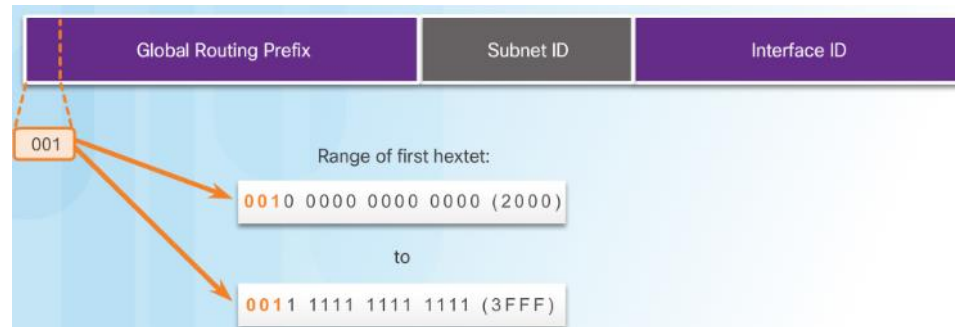 Global Routing Prefix Subnet ID Interface ID
001
Range of first hextet:
0010 0000 0000 0000 (2000)
to
0011 1111 1111 1111 (3FFF)